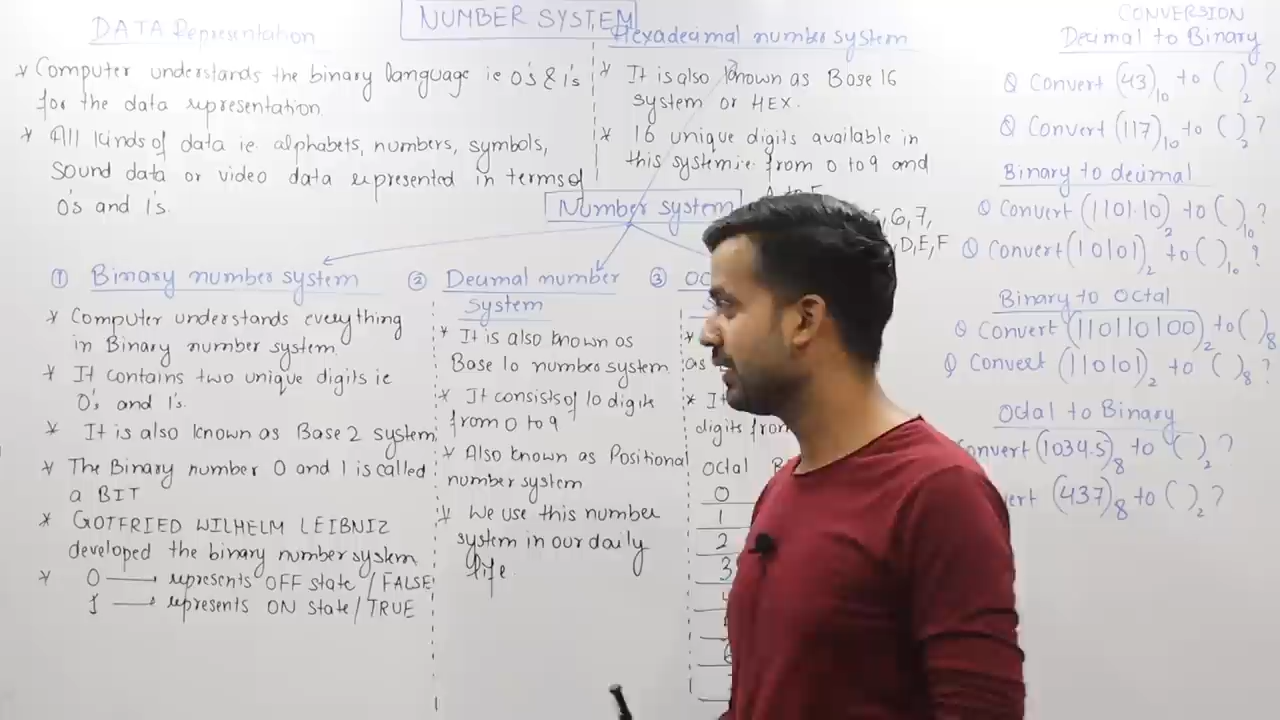 NUMBER SYSTEM
DATA Representation
* Computer understands the binary language ie 0's & 1's
for the data representation.
* All kinds of data ie. alphabets, numbers, symbols,
sound data or video data represented in terms of
0's and 1's.
Hexadecimal number system
* It is also known as Base 16
system or HEX.
* 16 unique digits available in
this system i.e. from 0 to 9 and
A to F
6, 7,
D, E, F
Number system
① Binary number system
* Computer understands everything
in Binary number system.
* It contains two unique digits ie
0's and 1's.
* It is also known as Base 2 system
* The Binary number 0 and 1 is called
a BIT
* GOTFRIED WILHELM LEIBNIZ
developed the binary number system
* 0 → represents OFF state / FALSE
1 → represents ON state / TRUE
② Decimal number
system
* It is also known as
Base 10 number system
* It consists of 10 digits
from 0 to 9
* Also known as Positional
number system
* We use this number
system in our daily
life.
③ OC
*
as
* It
digits from
Octal B
0
1
2
3
6
CONVERSION
Decimal to Binary
Q Convert (43)₁₀ to ( )₂ ?
Q Convert (117)₁₀ to ( )₂ ?
Binary to decimal
Q Convert (1101.10)₂ to ( )₁₀ ?
Q Convert (10101)₂ to ( )₁₀ ?
Binary to Octal
Q Convert (110110100)₂ to ( )₈
Q Convert (110101)₂ to ( )₈ ?
Octal to Binary
onvert (1034.5)₈ to ( )₂ ?
ert (437)₈ to ( )₂ ?